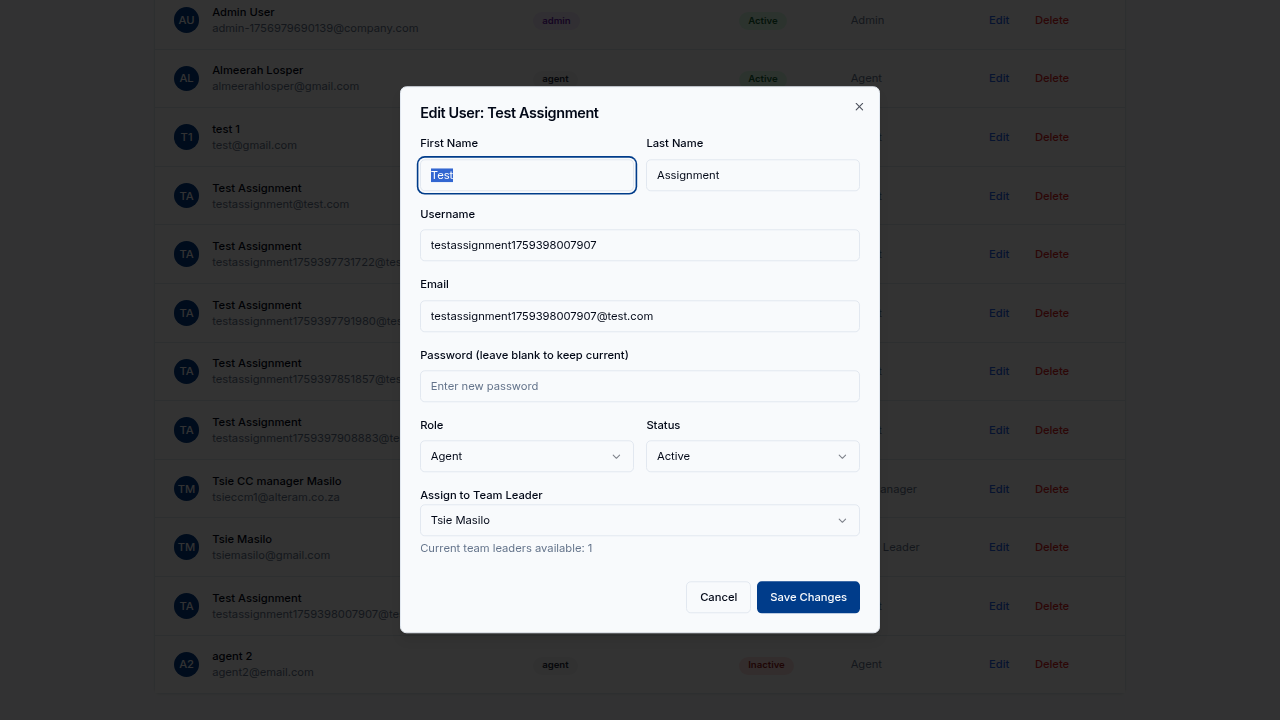 AU
Admin User
admin-1756979690139@company.com
admin
Active
Admin
Edit
Delete
AL
Almeerah Losper
almeerahlosper@gmail.com
agent
Active
Agent
Edit
Delete
T1
test 1
test@gmail.com
Edit
Delete
TA
Test Assignment
testassignment@test.com
Edit
Delete
TA
Test Assignment
testassignment1759397731722@tes
Edit
Delete
TA
Test Assignment
testassignment1759397791980@tes
Edit
Delete
TA
Test Assignment
testassignment1759397851857@tes
Edit
Delete
TA
Test Assignment
testassignment1759397908883@te
Edit
Delete
TM
Tsie CC manager Masilo
tsieccm1@alteram.co.za
anager
Edit
Delete
TM
Tsie Masilo
tsiemasilo@gmail.com
Leader
Edit
Delete
TA
Test Assignment
testassignment1759398007907@te
Edit
Delete
A2
agent 2
agent2@email.com
agent
Inactive
Agent
Edit
Delete
Edit User: Test Assignment
First Name
Last Name
Test
Assignment
Username
testassignment1759398007907
Email
testassignment1759398007907@test.com
Password (leave blank to keep current)
Enter new password
Role
Status
Agent
Active
Assign to Team Leader
Tsie Masilo
Current team leaders available: 1
Cancel
Save Changes